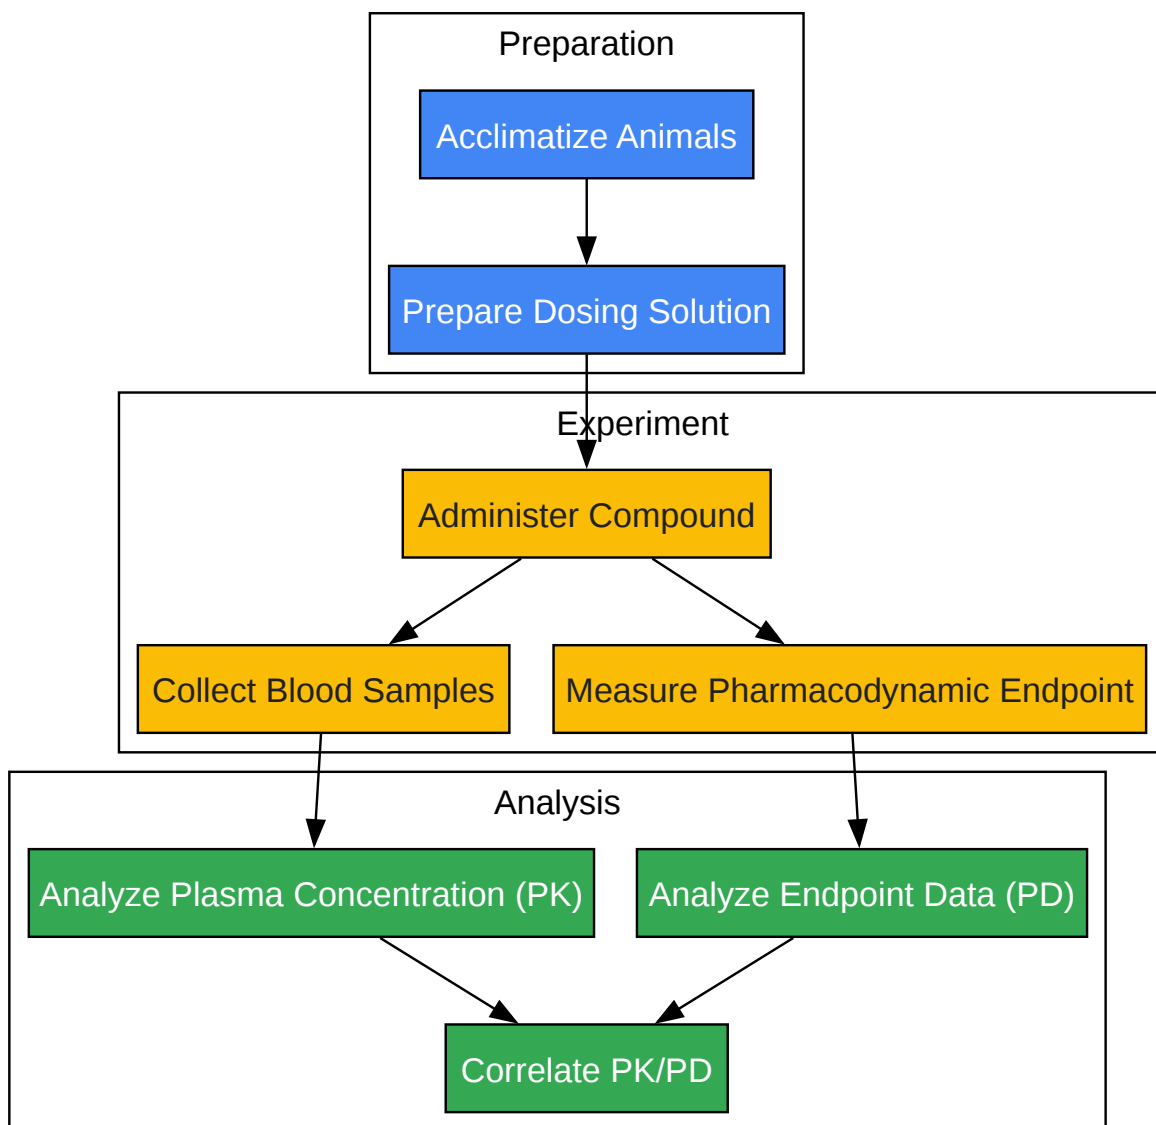 Preparation
Acclimatize Animals
Prepare Dosing Solution
Experiment
Administer Compound
Collect Blood Samples
Measure Pharmacodynamic Endpoint
Analysis
Analyze Plasma Concentration (PK)
Analyze Endpoint Data (PD)
Correlate PK/PD